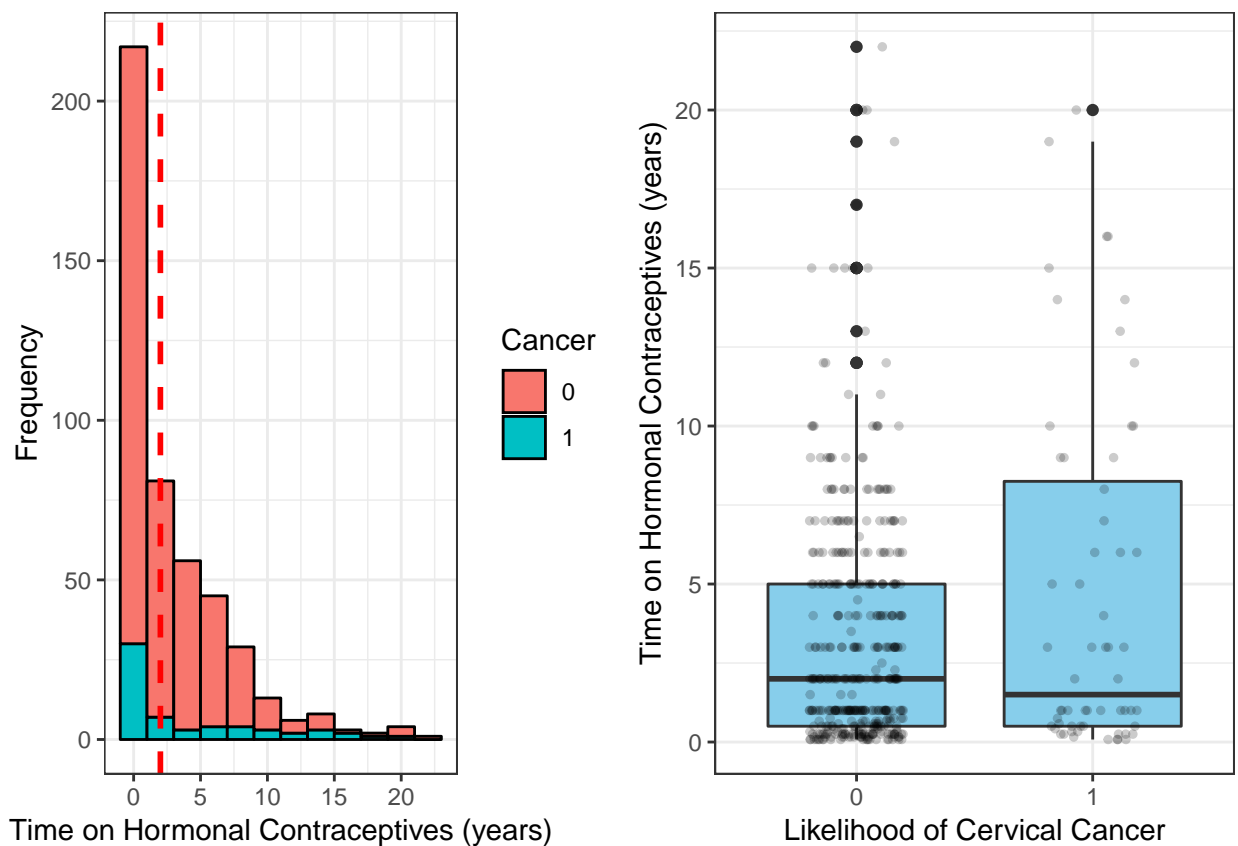 Frequency
200
150
100
50
0
0 5 10 15 20
Time on Hormonal Contraceptives (years)
Cancer
0
1
Time on Hormonal Contraceptives (years)
20
15
10
5
0
0 1
Likelihood of Cervical Cancer